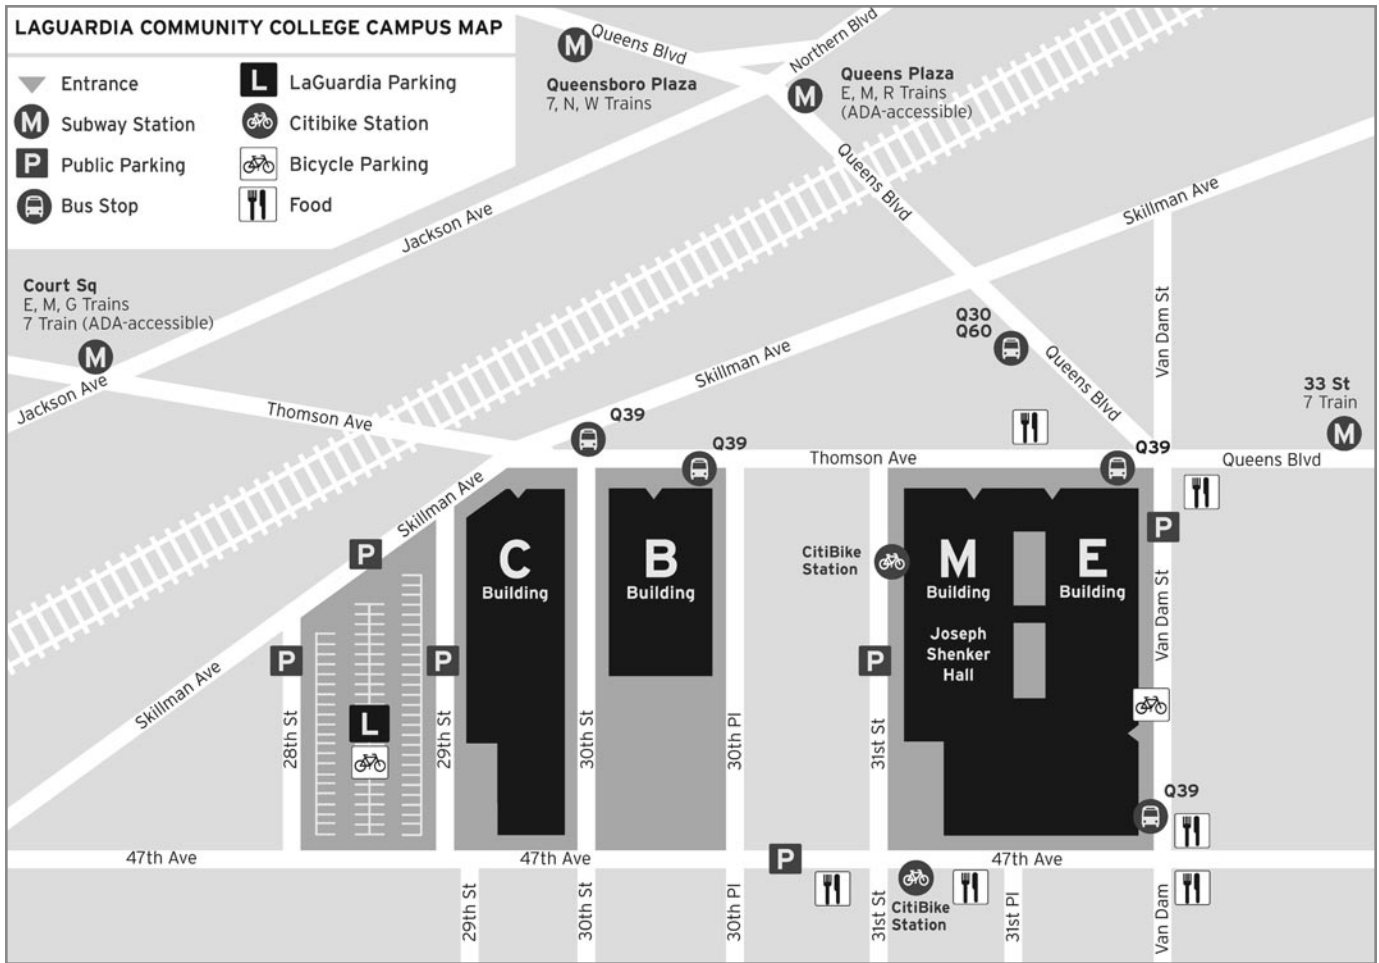 LAGUARDIA COMMUNITY COLLEGE CAMPUS MAP
Entrance
M Subway Station
P Public Parking
Bus Stop
L LaGuardia Parking
Citibike Station
Bicycle Parking
Food
M
Queens Blvd
Queensboro Plaza
7, N, W Trains
Northern Blvd
M
Queens Plaza
E, M, R Trains
(ADA-accessible)
Queens Blvd
Skillman Ave
Jackson Ave
Court Sq
E, M, G Trains
7 Train (ADA-accessible)
M
Jackson Ave
Thomson Ave
Skillman Ave
Q30
Q60
Queens Blvd
Van Dam St
33 St
7 Train
M
Q39
Q39
Thomson Ave
Q39
Queens Blvd
Skillman Ave
P
C
Building
B
Building
CitiBike
Station
M
Building
Joseph
Shenker
Hall
E
Building
P
Van Dam St
P
P
P
Skillman Ave
28th St
L
29th St
30th St
30th Pl
31st St
Q39
47th Ave
47th Ave
P
47th Ave
29th St
30th St
30th Pl
31st St
CitiBike
Station
31st Pl
Van Dam